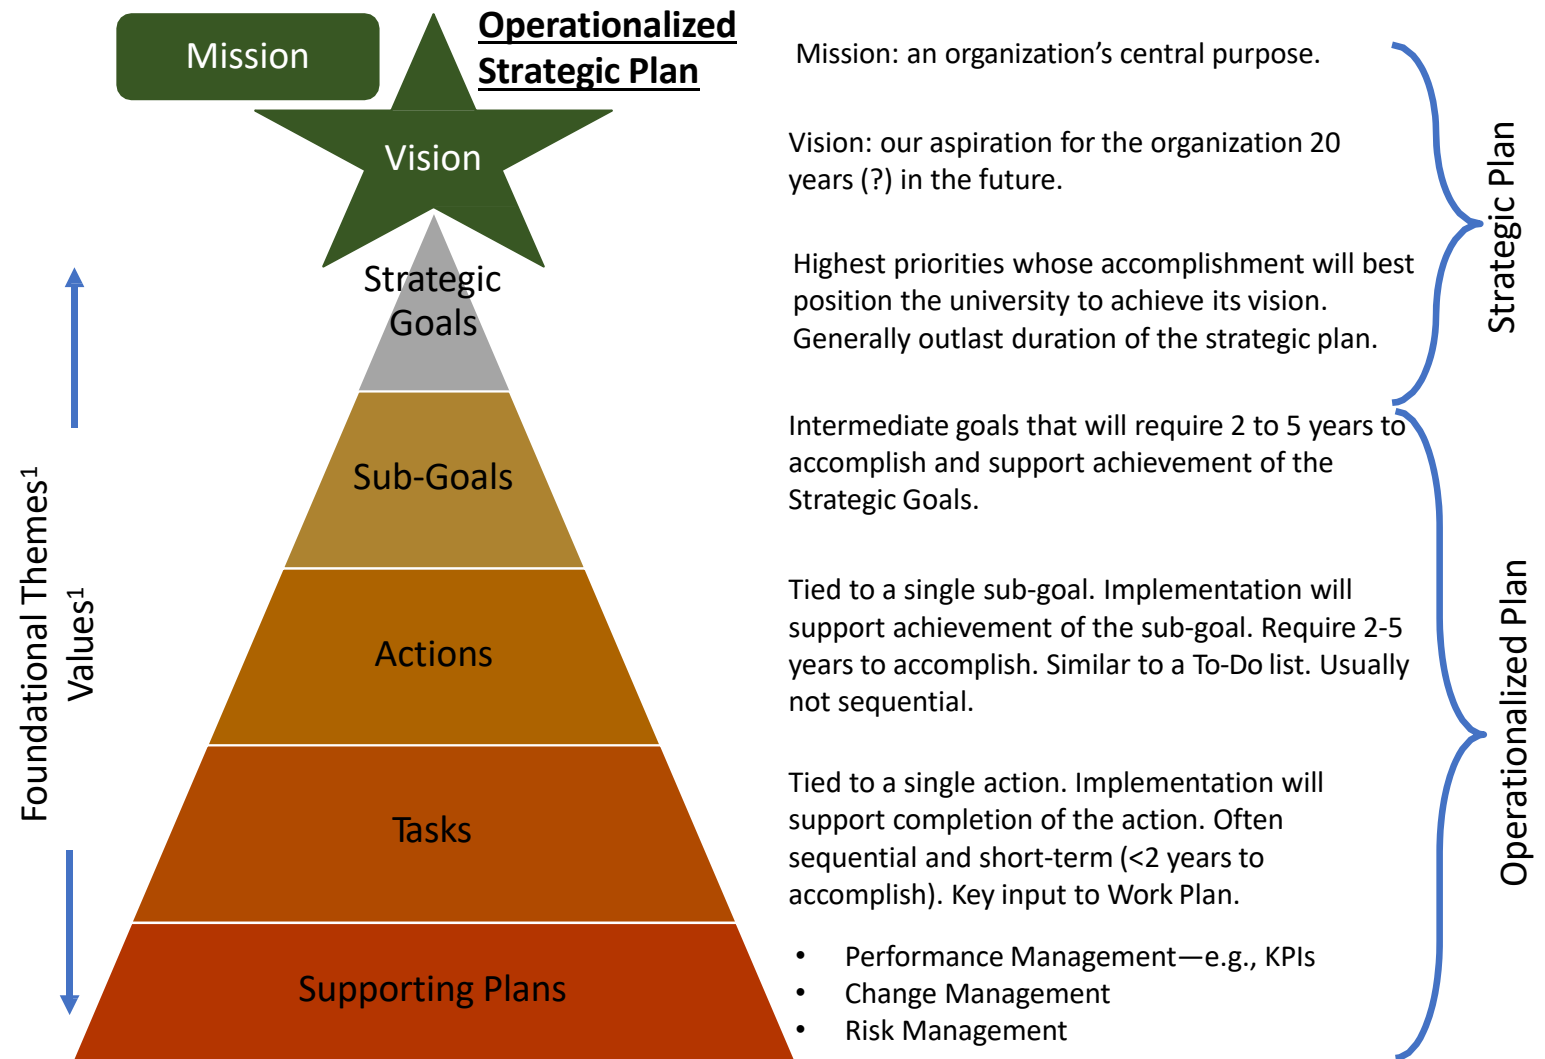 Mission
Operationalized
Strategic Plan
Vision
Mission: an organization’s central purpose.
Vision: our aspiration for the organization 20
years (?) in the future.
Strategic
Goals
Highest priorities whose accomplishment will best
position the university to achieve its vision.
Generally outlast duration of the strategic plan.
Strategic Plan
Sub-Goals
Intermediate goals that will require 2 to 5 years to
accomplish and support achievement of the
Strategic Goals.
Actions
Tied to a single sub-goal. Implementation will
support achievement of the sub-goal. Require 2-5
years to accomplish. Similar to a To-Do list. Usually
not sequential.
Tasks
Tied to a single action. Implementation will
support completion of the action. Often
sequential and short-term (<2 years to
accomplish). Key input to Work Plan.
Supporting Plans
• Performance Management—e.g., KPIs
• Change Management
• Risk Management
Operationalized Plan
Foundational Themes¹
Values¹